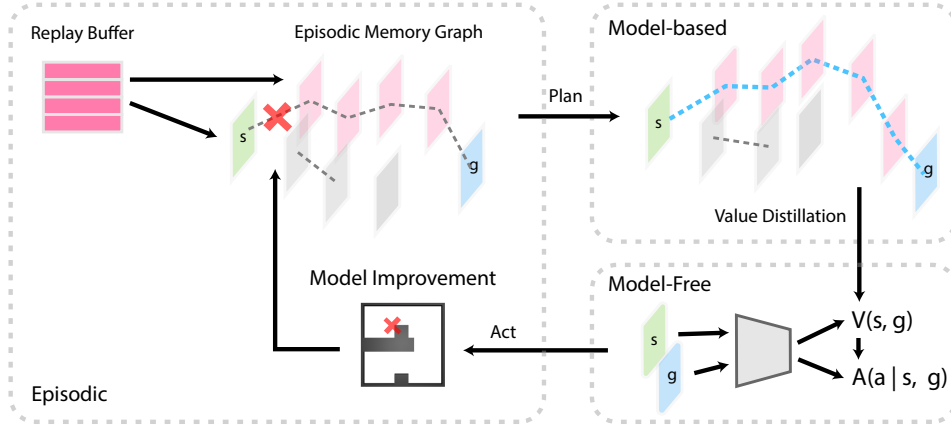 Replay Buffer
Episodic Memory Graph
s
g
Model Improvement
Episodic
Plan
Act
Model-based
s
g
Value Distillation
Model-Free
s
g
V(s, g)
A(a | s, g)